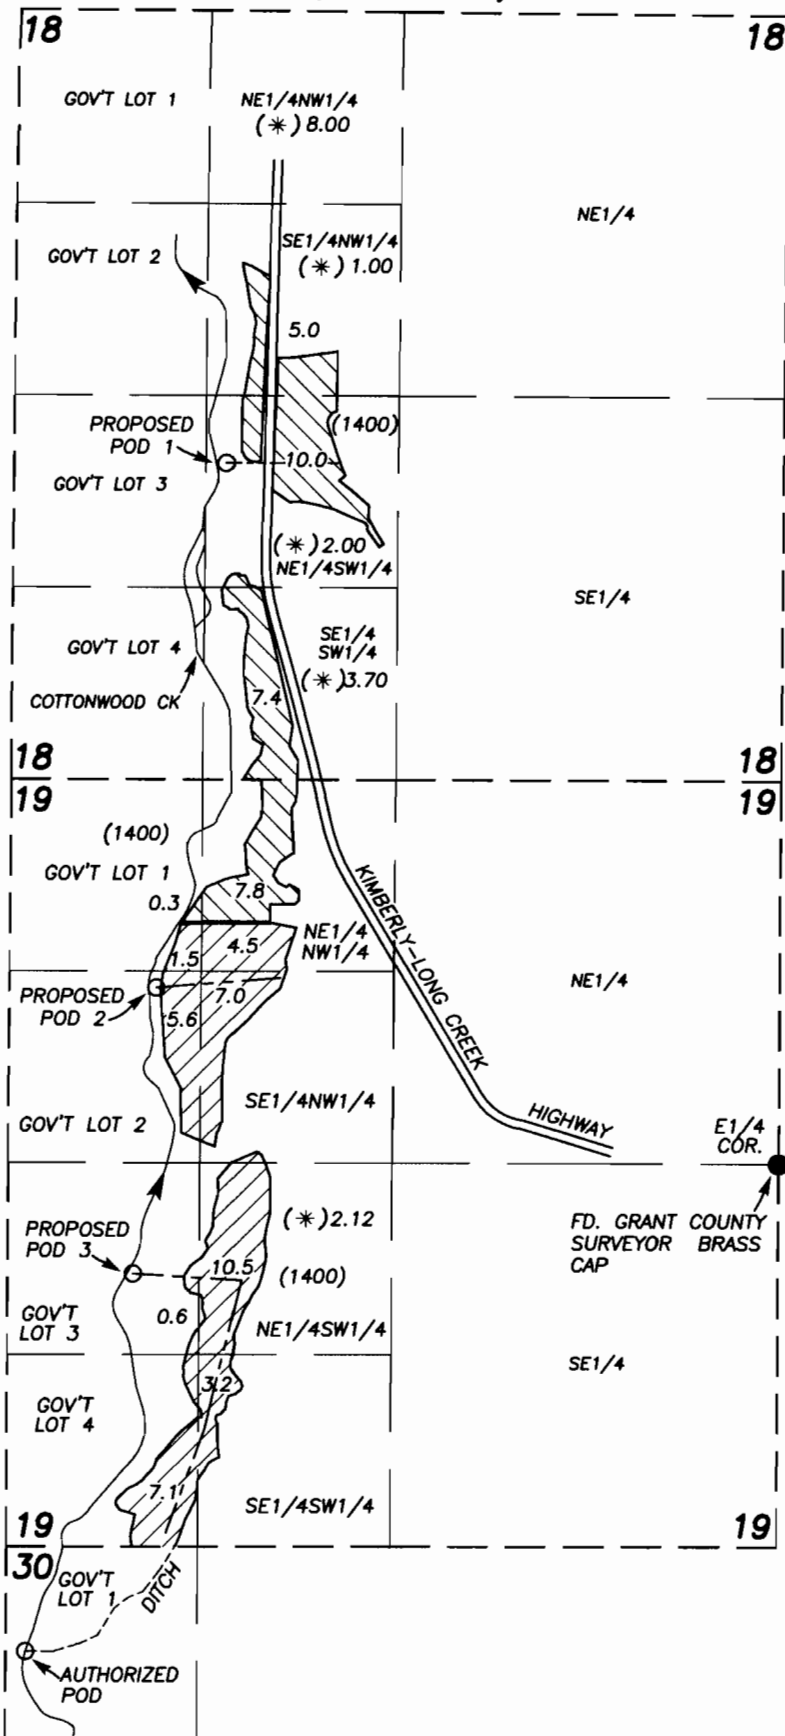 18
18
GOV'T LOT 1
NE1/4NW1/4
(*) 8.00
NE1/4
GOV'T LOT 2
SE1/4NW1/4
(*) 1.00
5.0
PROPOSED
POD 1
(1400)
10.0
GOV'T LOT 3
(*) 2.00
NE1/4SW1/4
SE1/4
GOV'T LOT 4
SE1/4
SW1/4
(*) 3.70
COTTONWOOD CK
7.4
18
18
19
19
(1400)
GOV'T LOT 1
7.8
0.3
KIMBERLY-LONG CREEK
HIGHWAY
NE1/4
NW1/4
4.5
1.5
PROPOSED
POD 2
7.0
5.6
NE1/4
SE1/4NW1/4
GOV'T LOT 2
E1/4
COR.
PROPOSED
POD 3
(*) 2.12
FD. GRANT COUNTY
SURVEYOR BRASS
CAP
10.5
(1400)
0.6
GOV'T
LOT 3
NE1/4SW1/4
SE1/4
3.2
GOV'T
LOT 4
7.1
SE1/4SW1/4
19
19
30
GOV'T
LOT 1
DITCH
AUTHORIZED
POD